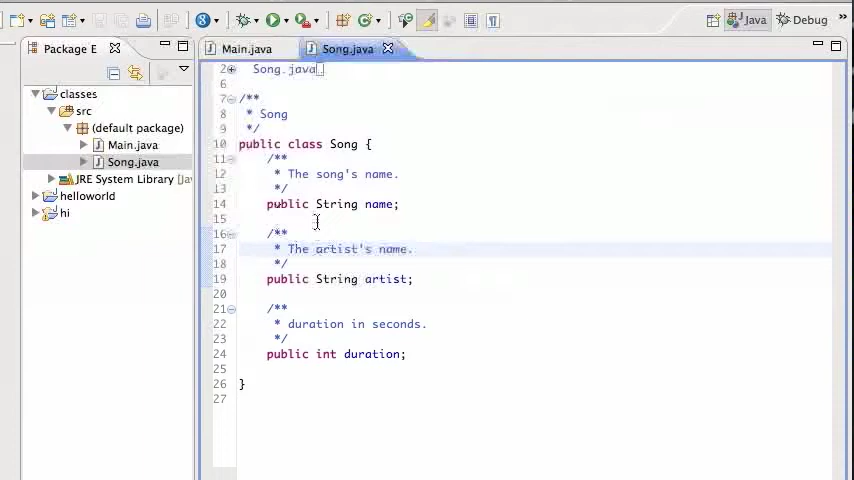 Java
Debug
»
Package E
Main.java
Song.java
classes
src
(default package)
Main.java
Song.java
JRE System Library [Jav
helloworld
hi
2 Song.java
6
7 /**
8 * Song
9 */
10 public class Song {
11 /**
12 * The song's name.
13 */
14 public String name;
15
16 /**
17 * The artist's name.
18 */
19 public String artist;
20
21 /**
22 * duration in seconds.
23 */
24 public int duration;
25
26 }
27